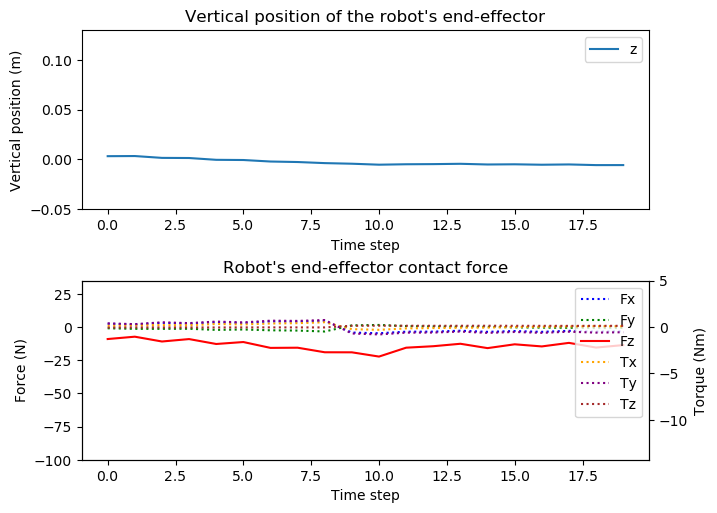 Vertical position of the robot's end-effector
Vertical position (m)
0.10
0.05
0.00
−0.05
z
0.0 2.5 5.0 7.5 10.0 12.5 15.0 17.5
Time step
Robot's end-effector contact force
Force (N)
25
0
−25
−50
−75
−100
Fx
Fy
Fz
Tx
Ty
Tz
5
0
−5
−10
Torque (Nm)
0.0 2.5 5.0 7.5 10.0 12.5 15.0 17.5
Time step